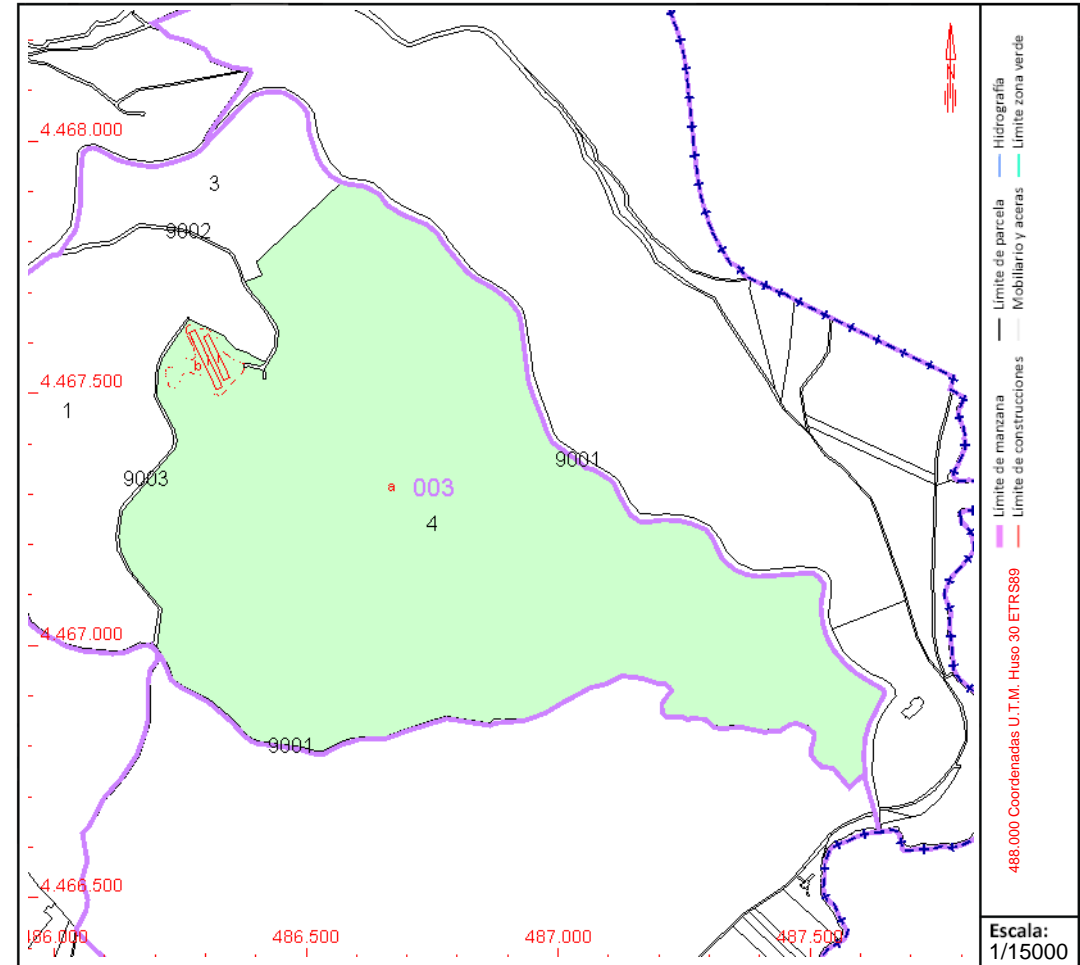 4.468.000
3
9002
4.467.500
b
1
9003
9001
a
003
4
4.467.000
9001
4.466.500
486.000
486.500
487.000
487.500
N
Hidrografía
Límite zona verde
Límite de parcela
Mobiliario y aceras
Límite de manzana
Límite de construcciones
488.000 Coordenadas U.T.M. Huso 30 ETRS89
Escala:
1/15000